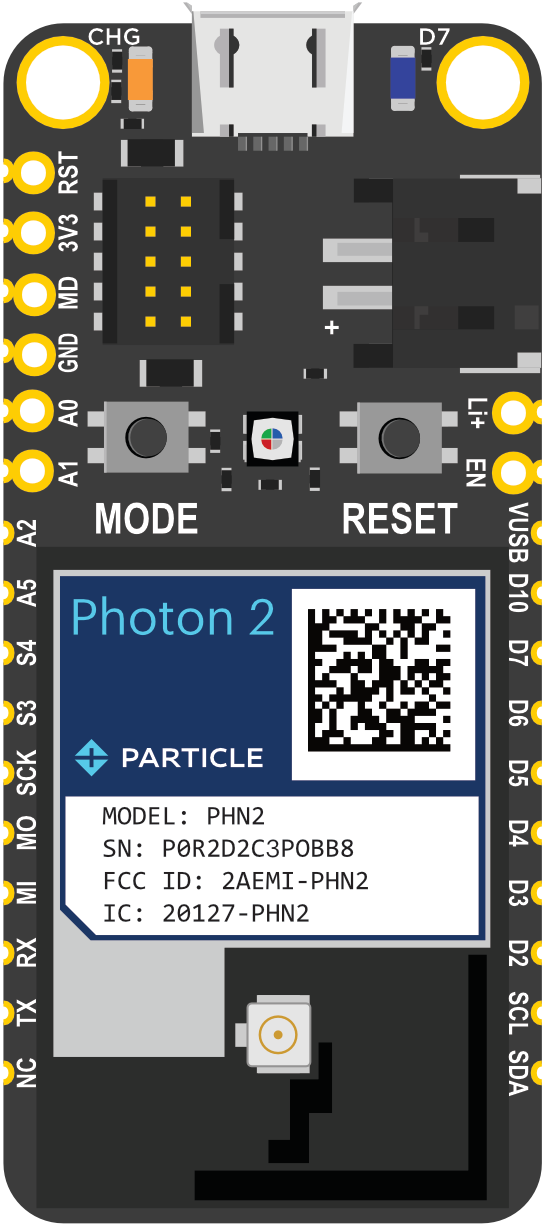 CHG
D7
RST
3V3
MD
GND
A0
A1
A2
A5
S4
S3
SCK
MO
MI
RX
TX
NC
+
Li+
EN
VUSB
D10
D7
D6
D5
D4
D3
D2
SCL
SDA
MODE
RESET
Photon 2
PARTICLE
MODEL: PHN2
SN: P0R2D2C3POBB8
FCC ID: 2AEMI-PHN2
IC: 20127-PHN2